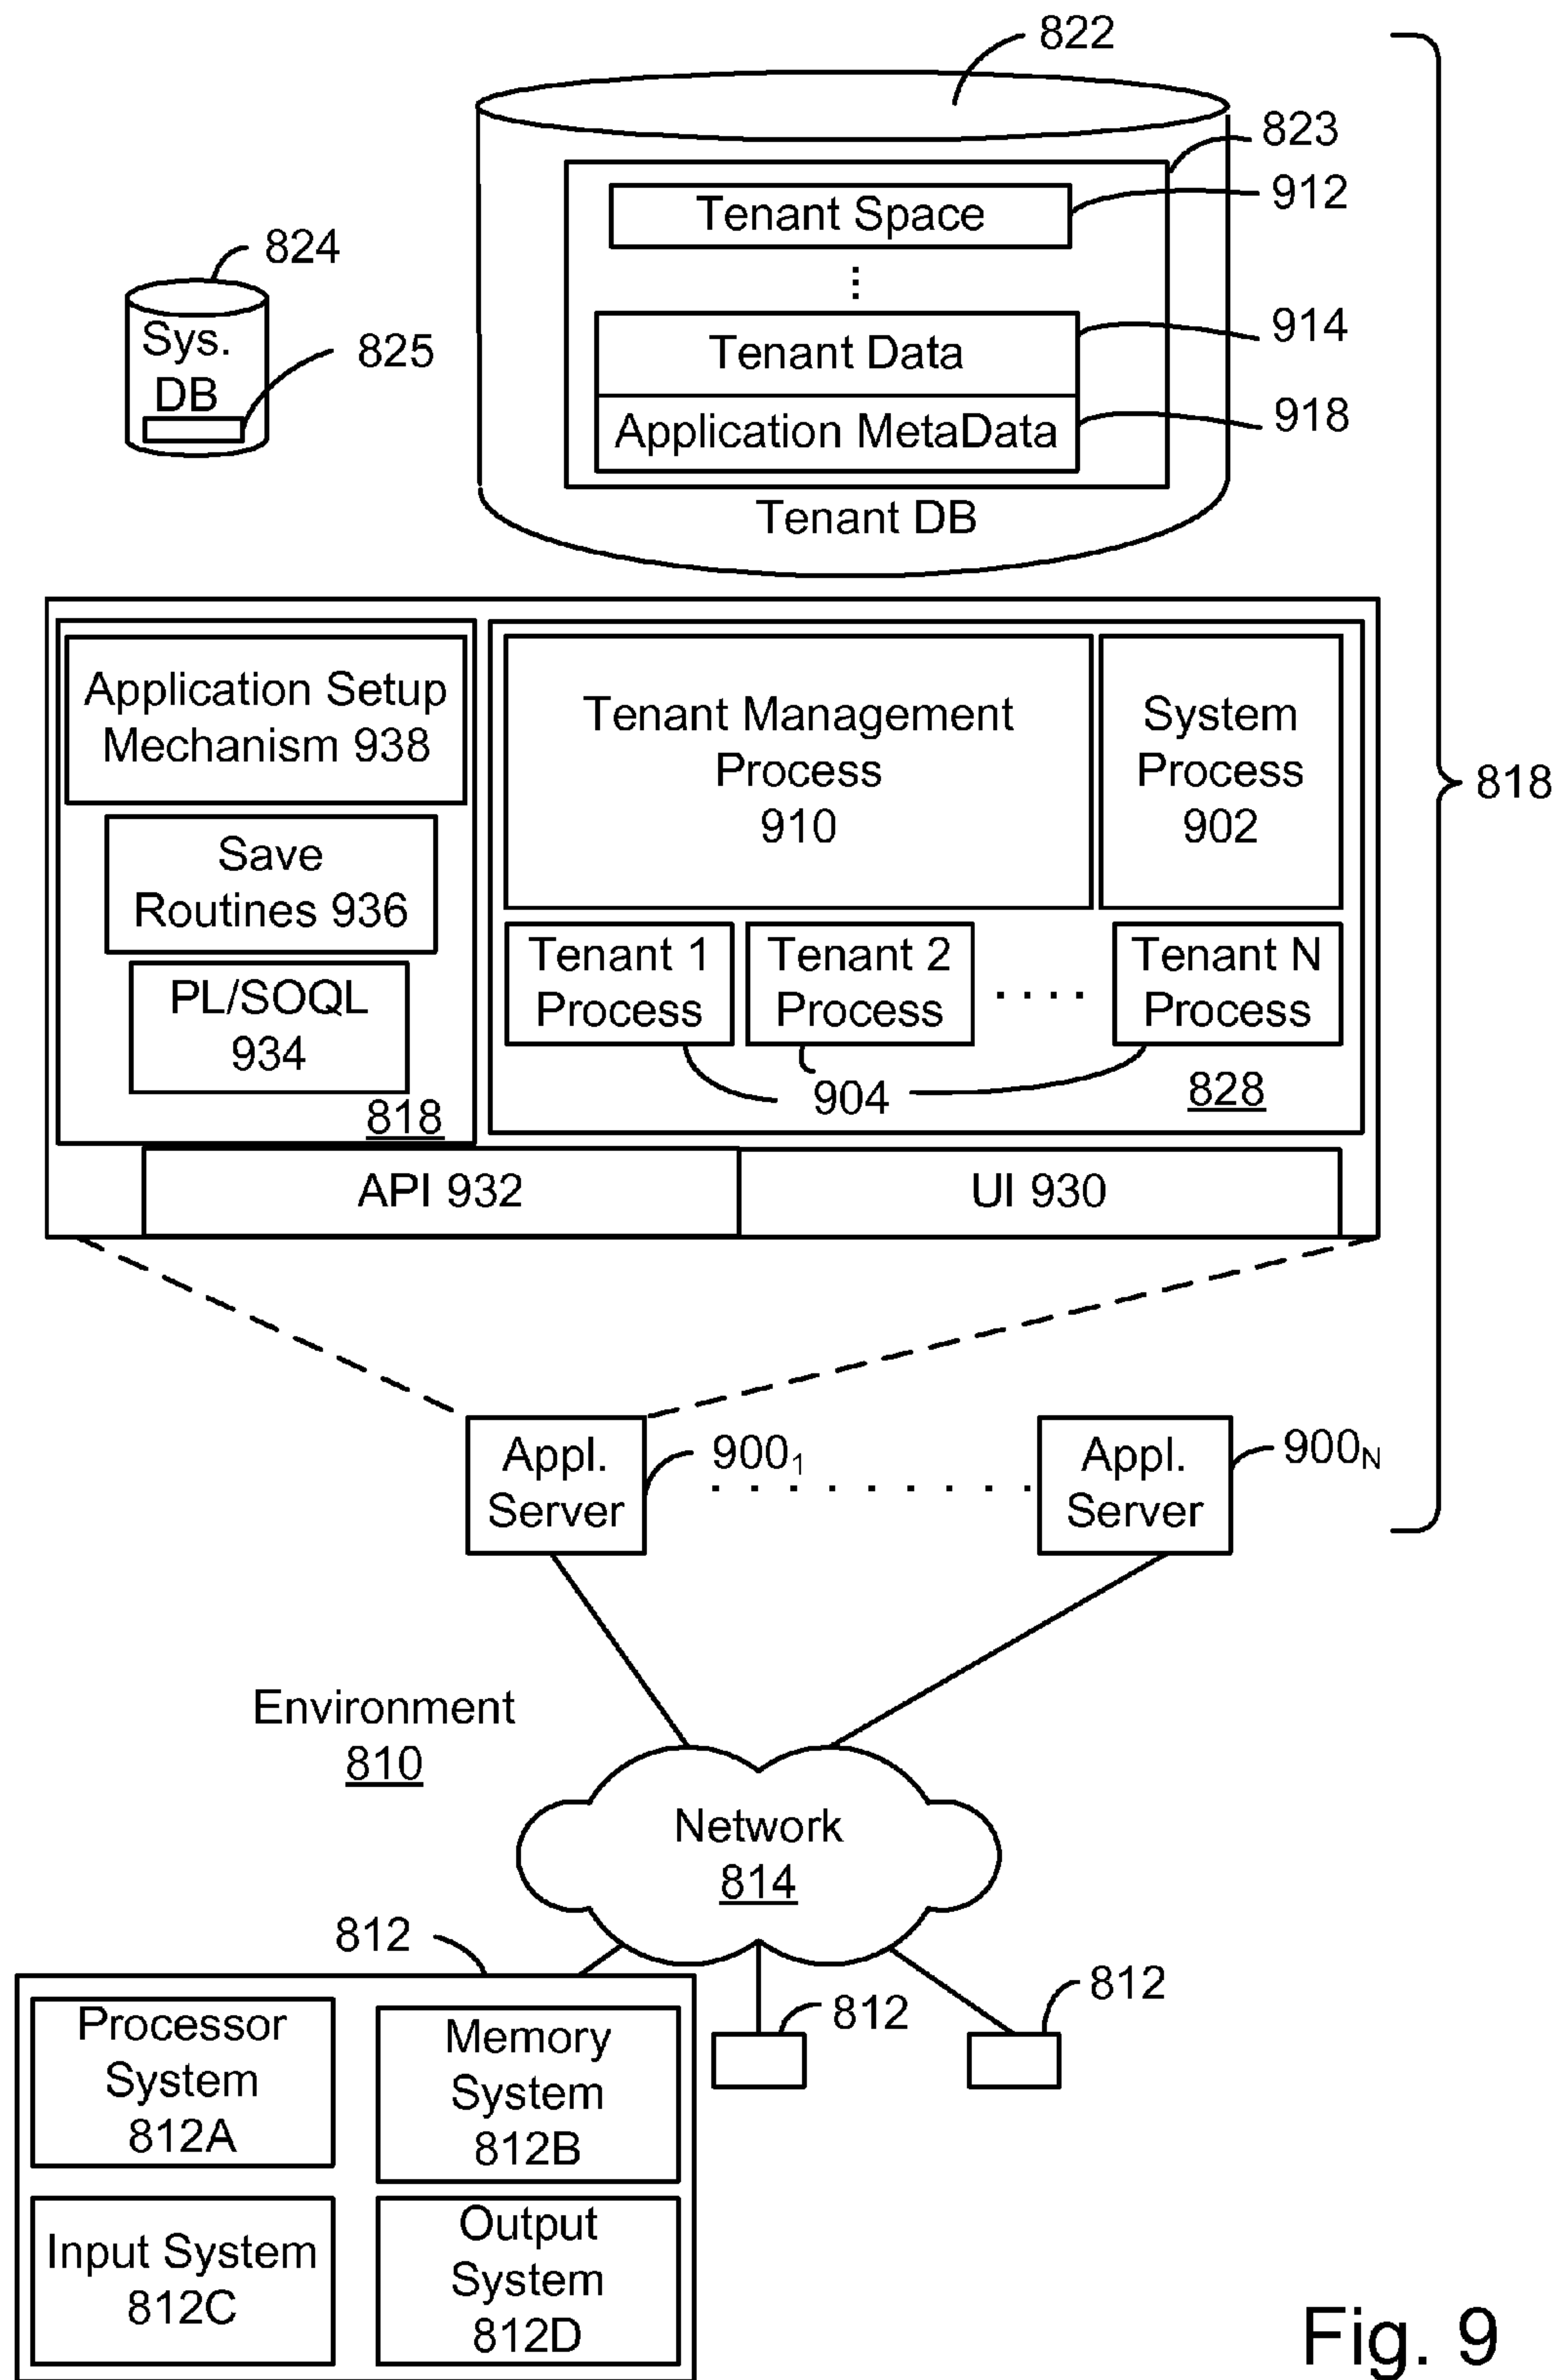 822
823
Tenant Space
912
824
Sys.
DB
825
Tenant Data
914
Application MetaData
918
Tenant DB
Application Setup
Mechanism 938
Save
Routines 936
PL/SOQL
934
818
Tenant Management
Process
910
System
Process
902
Tenant 1
Process
Tenant 2
Process
Tenant N
Process
904
828
818
API 932
UI 930
Appl.
Server
900₁
Appl.
Server
900N
Environment
810
Network
814
812
812
812
Processor
System
812A
Memory
System
812B
Input System
812C
Output
System
812D
Fig. 9